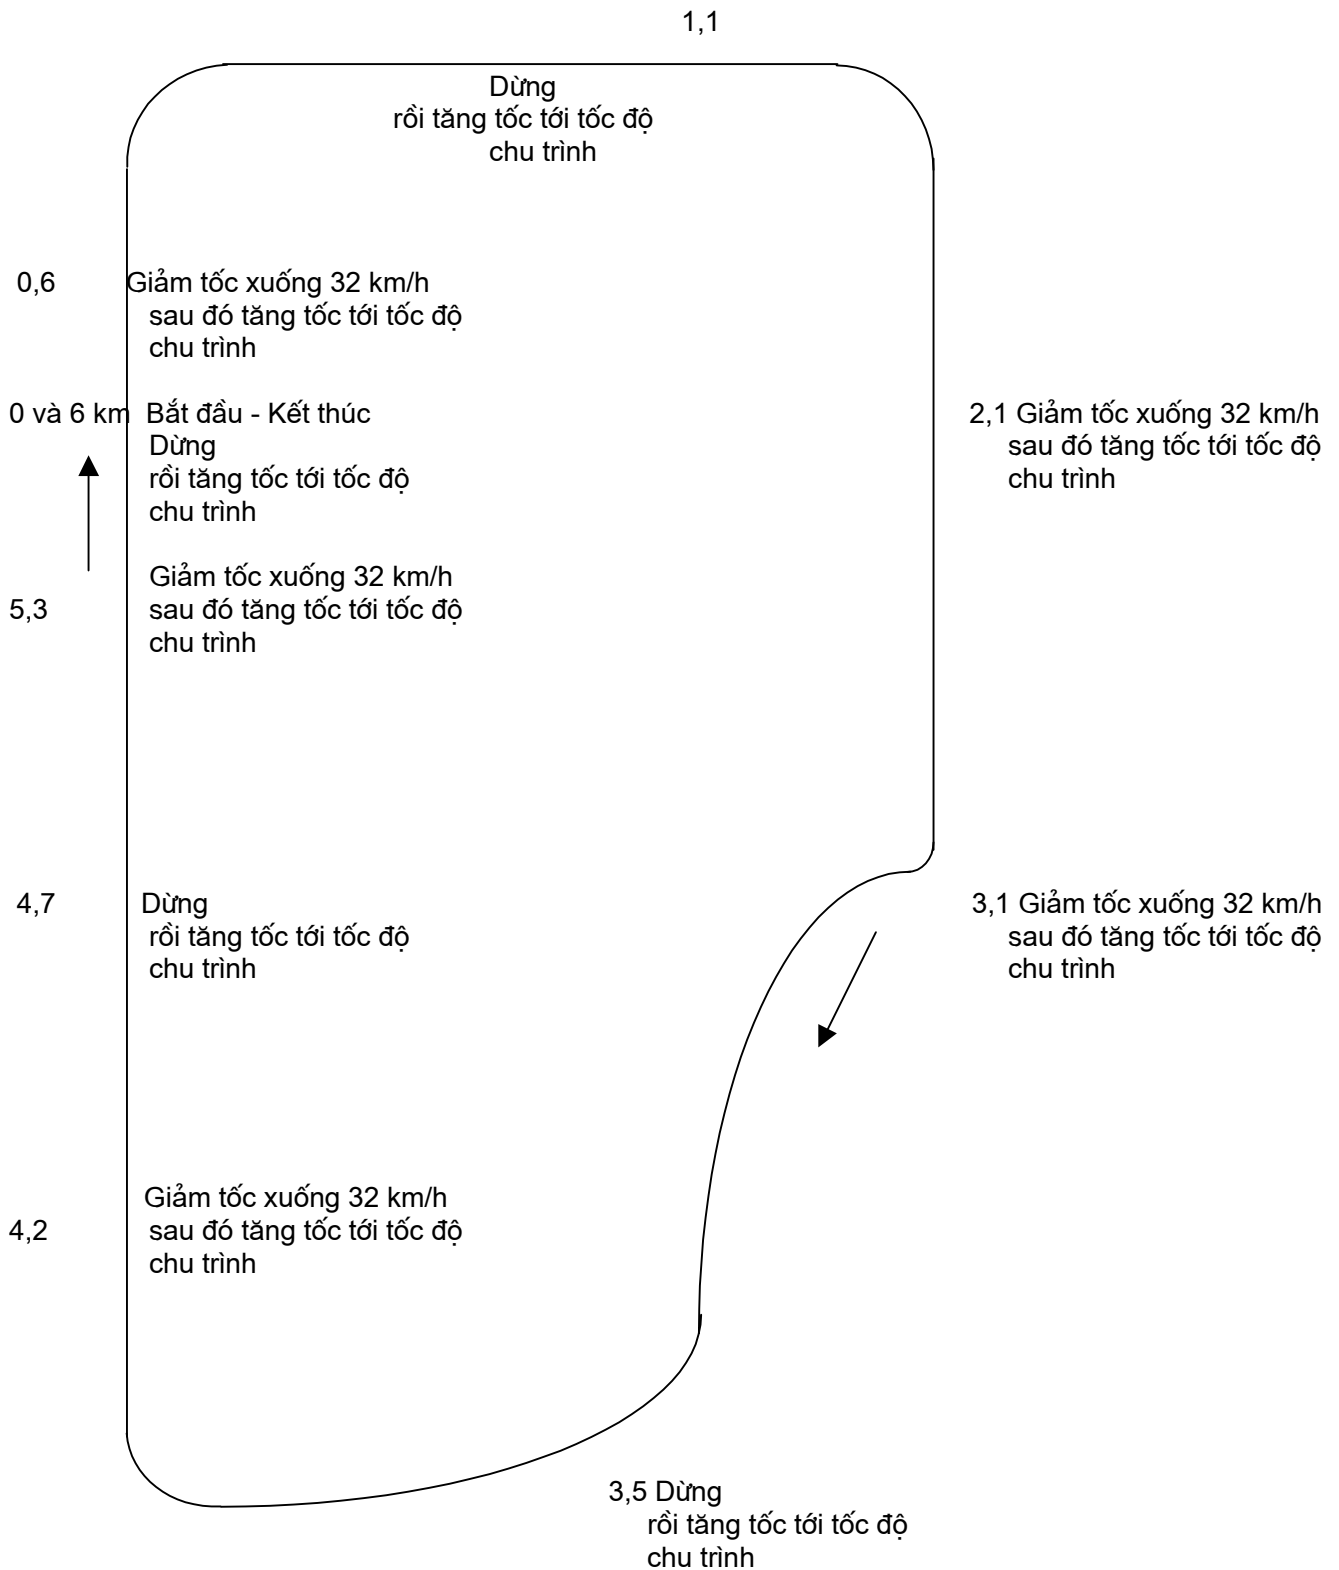 1,1
Dừng
rồi tăng tốc tới tốc độ
chu trình
0,6 Giảm tốc xuống 32 km/h
sau đó tăng tốc tới tốc độ
chu trình
0 và 6 km Bắt đầu - Kết thúc
Dừng
rồi tăng tốc tới tốc độ
chu trình
2,1 Giảm tốc xuống 32 km/h
sau đó tăng tốc tới tốc độ
chu trình
Giảm tốc xuống 32 km/h
5,3 sau đó tăng tốc tới tốc độ
chu trình
4,7 Dừng
rồi tăng tốc tới tốc độ
chu trình
3,1 Giảm tốc xuống 32 km/h
sau đó tăng tốc tới tốc độ
chu trình
Giảm tốc xuống 32 km/h
4,2 sau đó tăng tốc tới tốc độ
chu trình
3,5 Dừng
rồi tăng tốc tới tốc độ
chu trình